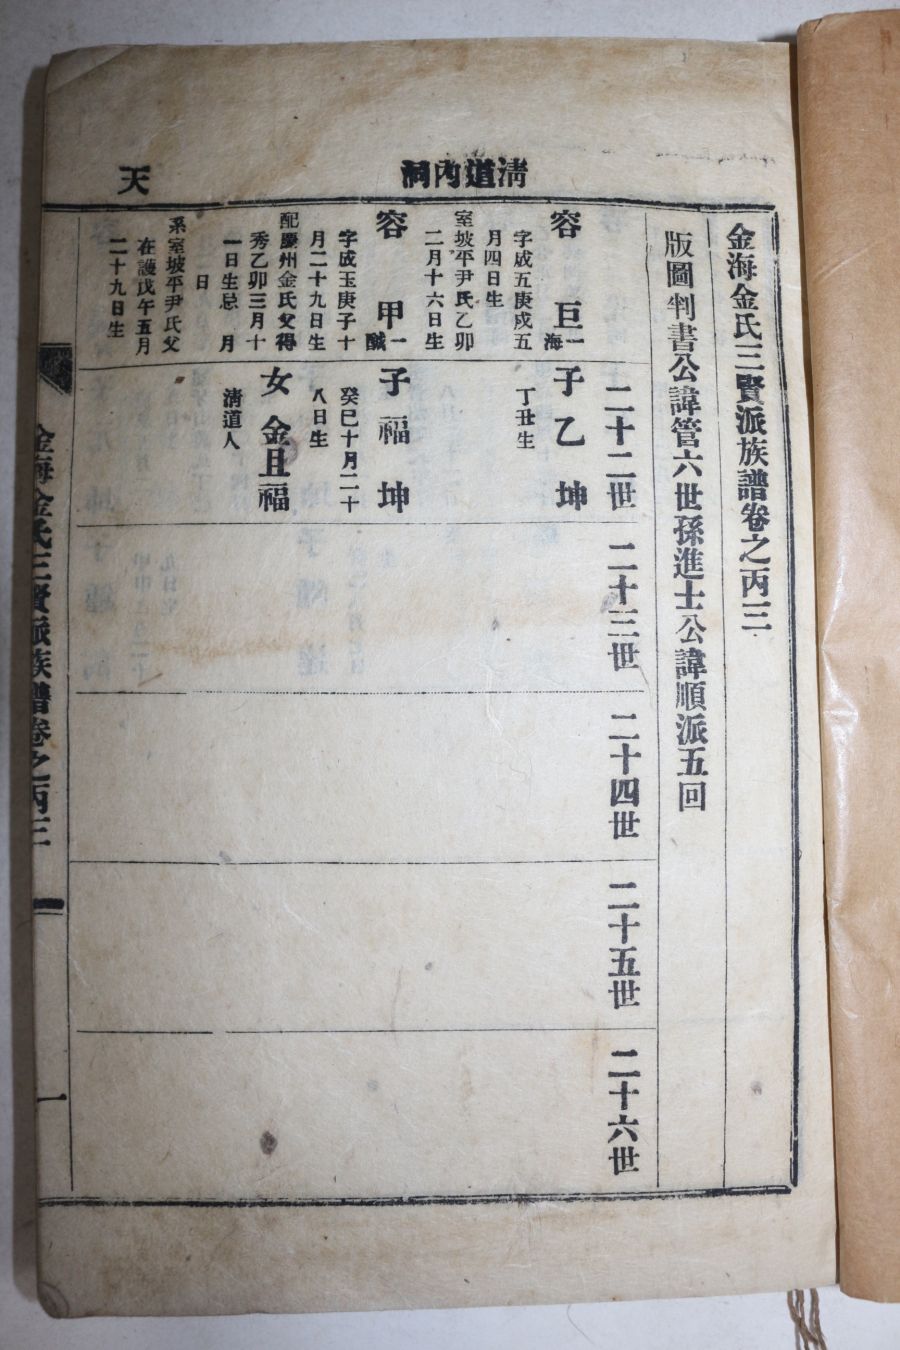 淸道內洞
天
金海金氏三賢派族譜卷之丙三
版圖判書公諱管六世孫進士公諱順派五回
二十二世
二十三世
二十四世
二十五世
二十六世
容巨
一海
字成五庚戌五
月四日生
室坡平尹氏乙卯
二月十六日生
容甲
一馘
字成玉庚子十
月二十九日生
配慶州金氏父得
秀乙卯三月十
一日生忌 月
日
系室坡平尹氏父
在護戊午五月
二十九日生
子乙坤
丁丑生
子福坤
癸巳十月二十
八日生
女金且福
淸道人
金海金氏三賢派族譜卷之丙三
一